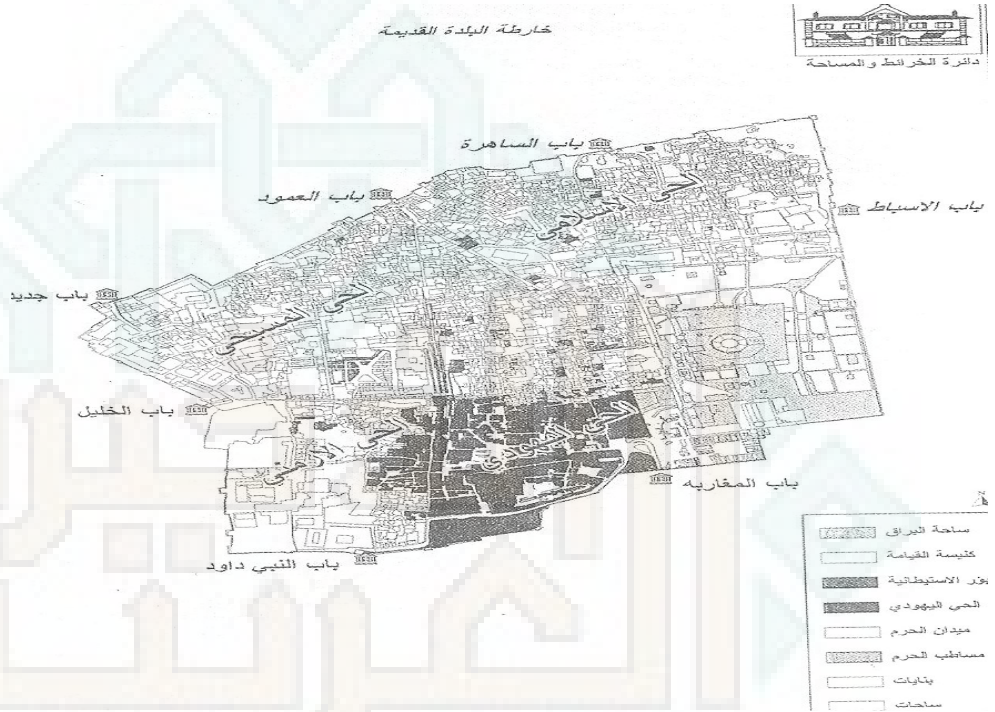 خارطة البلدة القديمة
دائرة الخرائط والمساحة
باب الساهرة
باب العمود
باب الاسباط
الحي الاسلامي
باب جديد
الحي المسيحي
باب الخليل
الحي الارمني
الحي اليهودي
باب المغاربه
باب النبي داود
N
ساحة البراق
كنيسة القيامة
بؤر الاستيطانية
الحي اليهودي
ميدان الحرم
مساطب الحرم
بنايات
ساحات